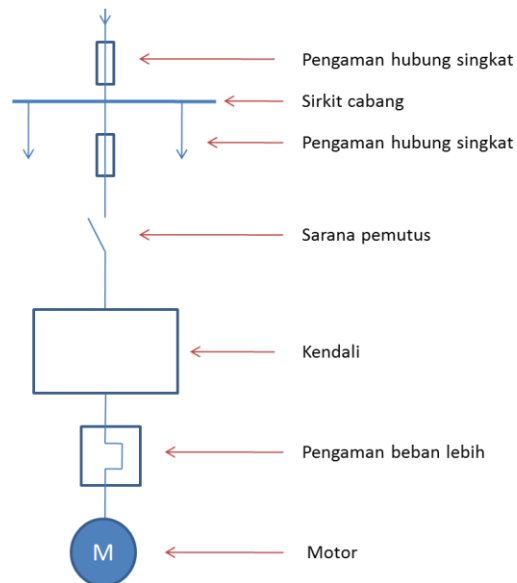 Pengaman hubung singkat
Sirkit cabang
Pengaman hubung singkat
Sarana pemutus
Kendali
Pengaman beban lebih
M
Motor